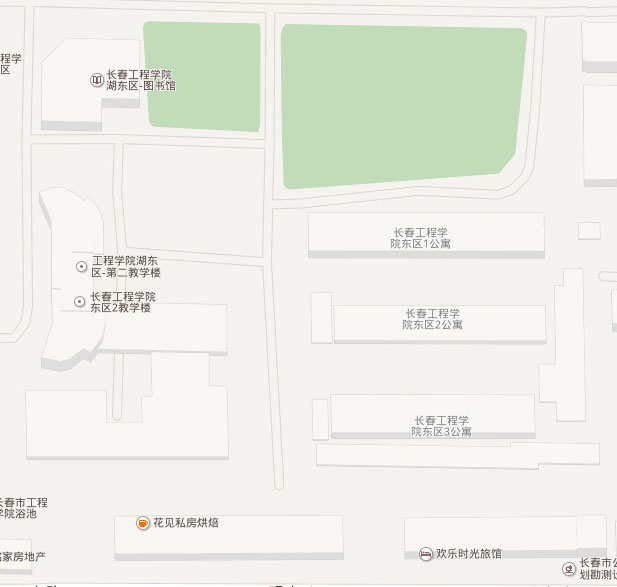 程学
区
长春工程学院
湖东区-图书馆
长春工程学
院东区1公寓
工程学院湖东
区-第二教学楼
长春工程学院
东区2教学楼
长春工程学
院东区2公寓
长春工程学
院东区3公寓
长春市工程
学院浴池
花见私房烘焙
欢乐时光旅馆
家房地产
长春市公
划勘测设